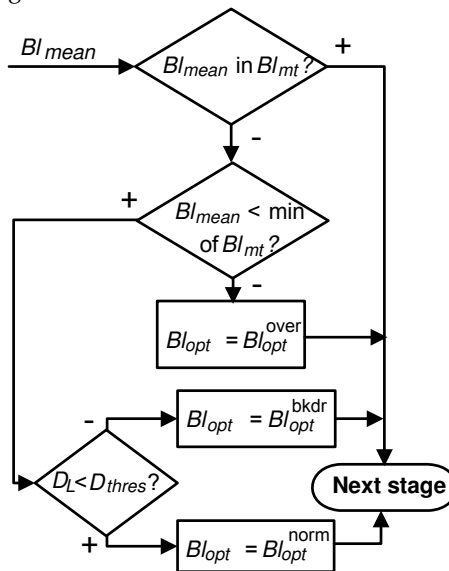 Bl mean
Bl mean in Bl mt ?
+
-
+
Bl mean < min
of Bl mt ?
-
Bl opt = Bl opt over
-
Bl opt = Bl opt bkdr
D L < D thres ?
Next stage
+
Bl opt = Bl opt norm